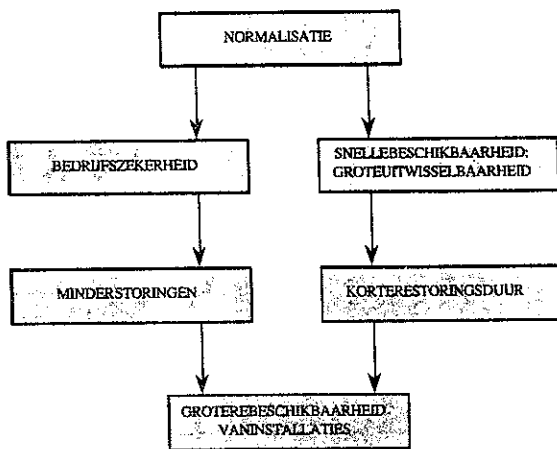 NORMALISATIE
BEDRIJFSZEKERHEID
SNELLEBESCHIKBAARHEID;
GROTEUITWISSELBAARHEID
MINDERSTORINGEN
KORTERESTORINGSDUUR
GROTEREBESCHIKBAARHEID
VANINSTALLATIES